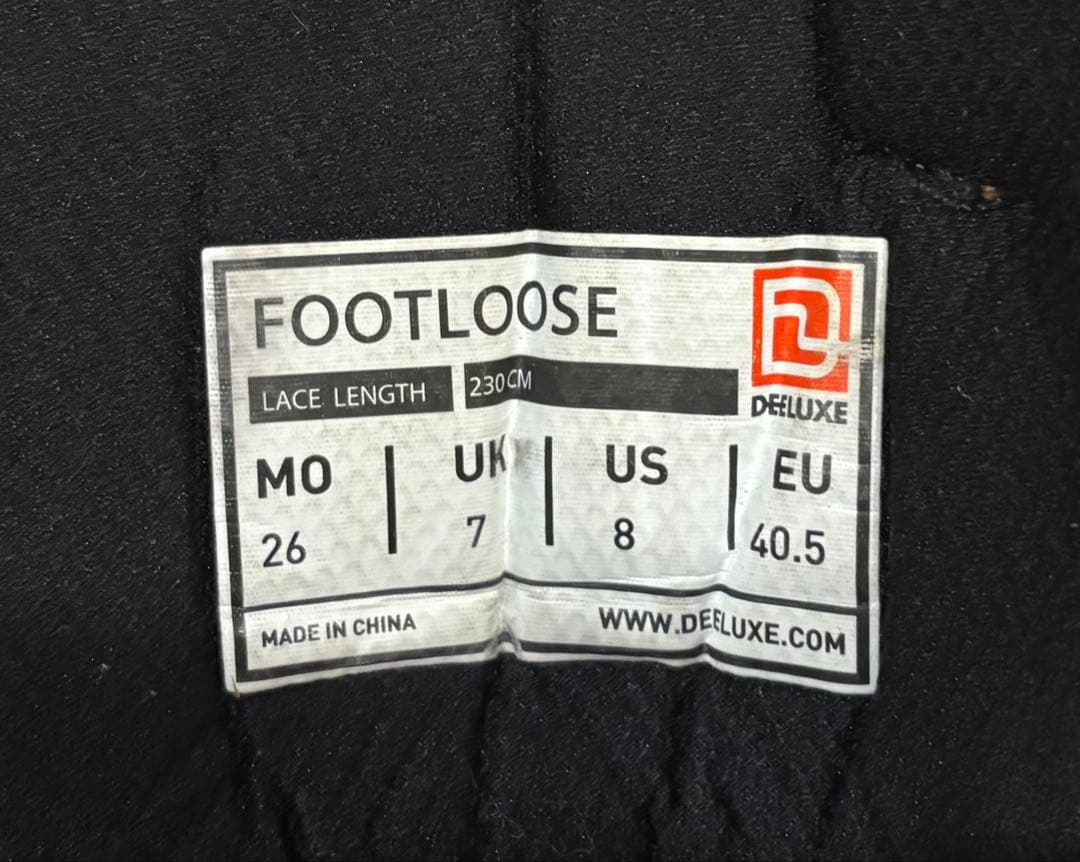 FOOTLOOSE
LACE LENGTH 230CM
DEELUXE
MO UK US EU
26 7 8 40.5
MADE IN CHINA WWW.DEELUXE.COM